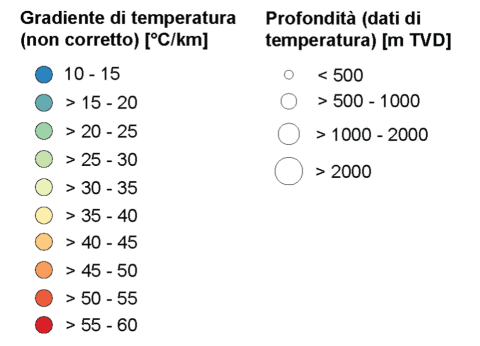 Gradiente di temperatura
(non corretto) [°C/km]
10 - 15
> 15 - 20
> 20 - 25
> 25 - 30
> 30 - 35
> 35 - 40
> 40 - 45
> 45 - 50
> 50 - 55
> 55 - 60
Profondità (dati di
temperatura) [m TVD]
< 500
> 500 - 1000
> 1000 - 2000
> 2000